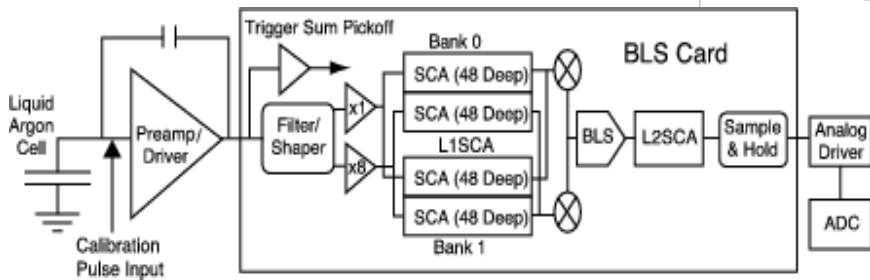 Trigger Sum Pickoff
Bank 0
BLS Card
SCA (48 Deep)
SCA (48 Deep)
L1SCA
SCA (48 Deep)
SCA (48 Deep)
Bank 1
Liquid
Argon
Cell
Preamp/
Driver
Calibration
Pulse Input
Filter/
Shaper
x1
x8
BLS
L2SCA
Sample
& Hold
Analog
Driver
ADC